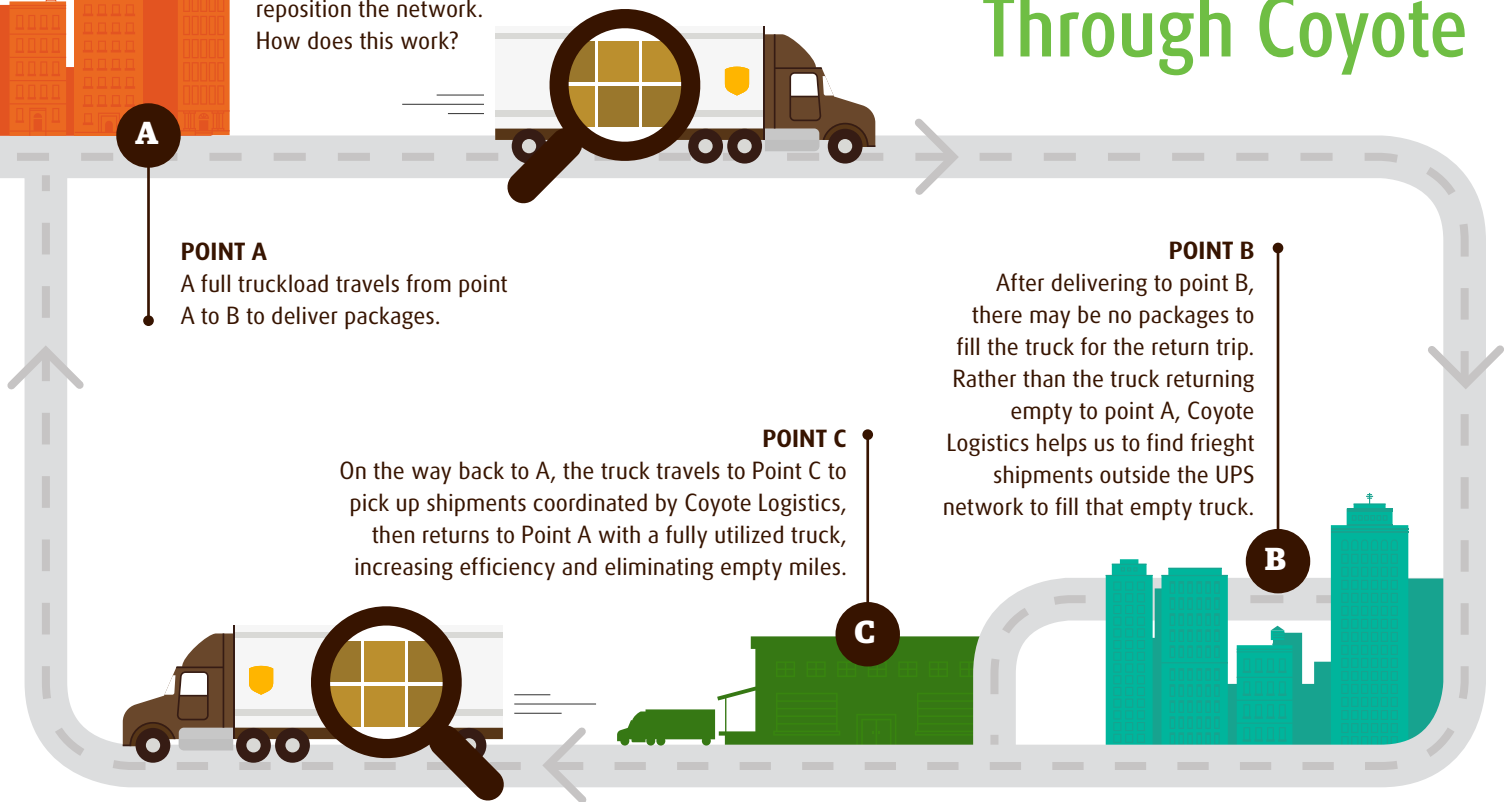 reposition the network.
How does this work?
Through Coyote
A
POINT A
A full truckload travels from point
A to B to deliver packages.
POINT B
After delivering to point B,
there may be no packages to
fill the truck for the return trip.
Rather than the truck returning
empty to point A, Coyote
Logistics helps us to find frieght
shipments outside the UPS
network to fill that empty truck.
B
POINT C
On the way back to A, the truck travels to Point C to
pick up shipments coordinated by Coyote Logistics,
then returns to Point A with a fully utilized truck,
increasing efficiency and eliminating empty miles.
C